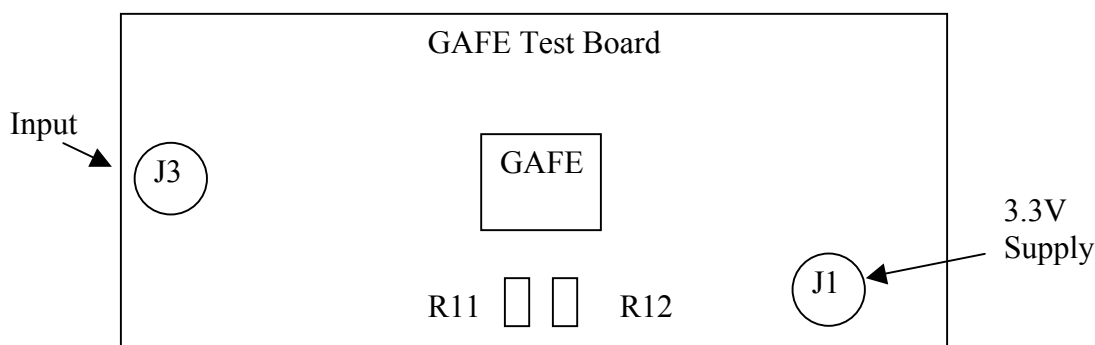 GAFE Test Board
Input
J3
GAFE
3.3V
Supply
J1
R11
R12